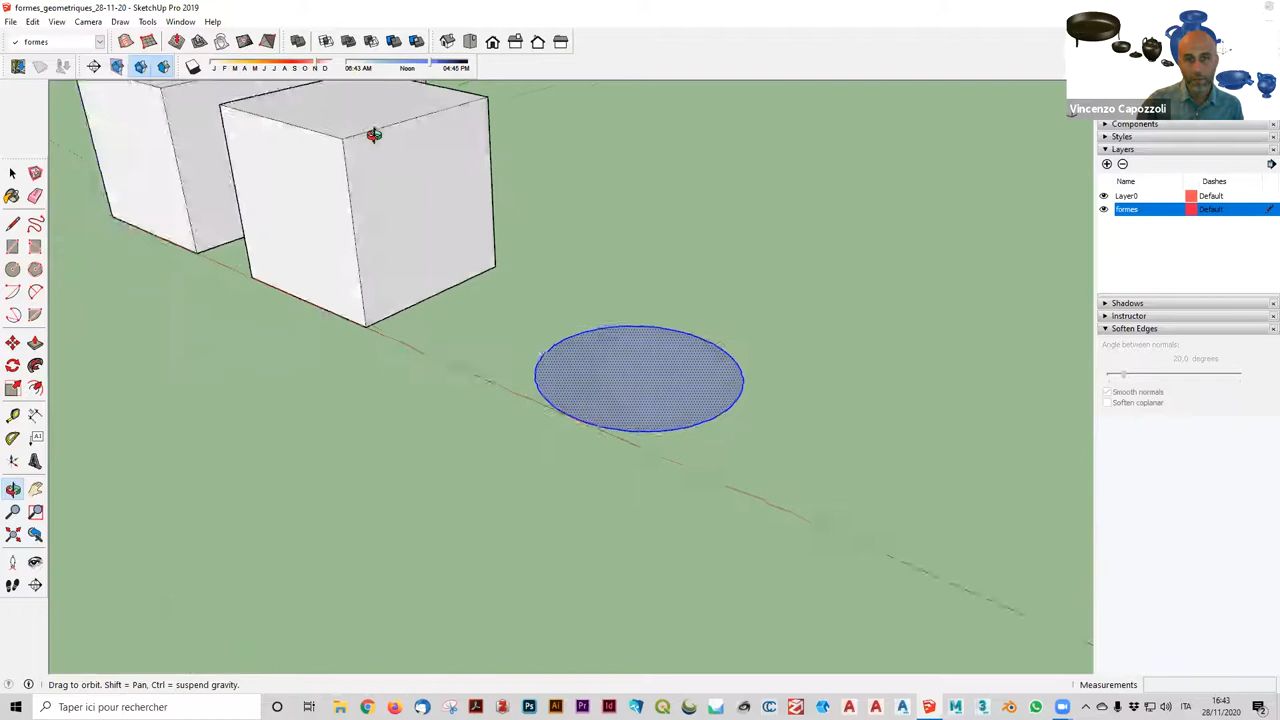 formes_geometriques_28-11-20 - SketchUp Pro 2019
File Edit View Camera Draw Tools Window Help
formes
J F M A M J J A S O N D
06:43 AM Noon 04:45 PM
Vincenzo Capozzoli
Components
Styles
Layers
Name Dashes
Layer0 Default
formes Default
Shadows
Instructor
Soften Edges
Angle between normals:
20,0 degrees
Smooth normals
Soften coplanar
Drag to orbit. Shift = Pan, Ctrl = suspend gravity.
Measurements
Taper ici pour rechercher
ITA
16:43
28/11/2020